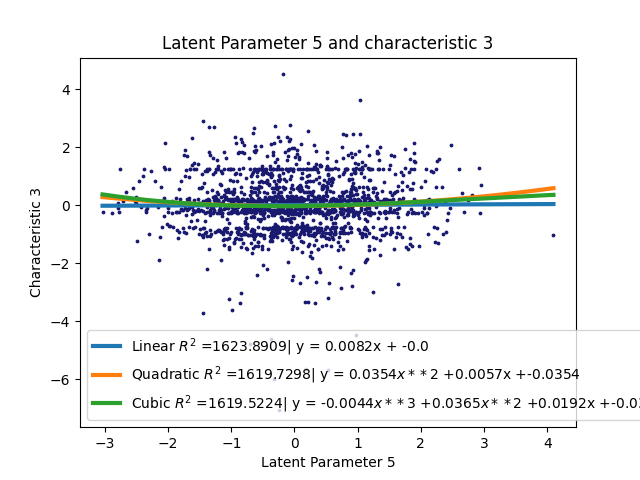 Latent Parameter 5 and characteristic 3
Characteristic 3
4
2
0
−2
−4
−6
Linear R² =1623.8909| y = 0.0082x + -0.0
Quadratic R² =1619.7298| y = 0.0354x**2 +0.0057x +-0.0354
Cubic R² =1619.5224| y = -0.0044x**3 +0.0365x**2 +0.0192x +-0.0
−3 −2 −1 0 1 2 3 4
Latent Parameter 5